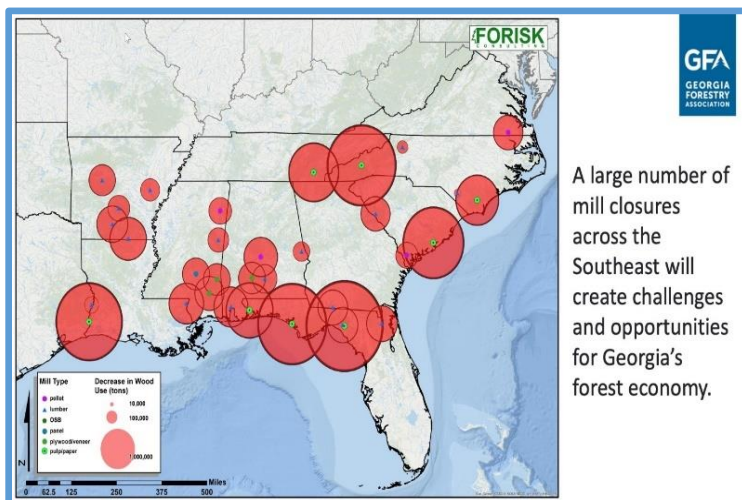 FORISK
CONSULTING
GFA
GEORGIA
FORESTRY
ASSOCIATION
A large number of
mill closures
across the
Southeast will
create challenges
and opportunities
for Georgia's
forest economy.
Mill Type
pellet
lumber
OSB
panel
plywood/veneer
pulp/paper
Decrease in Wood
Use (tons)
10,000
100,000
1,000,000
N
Miles
0 62.5 125 250 375 500